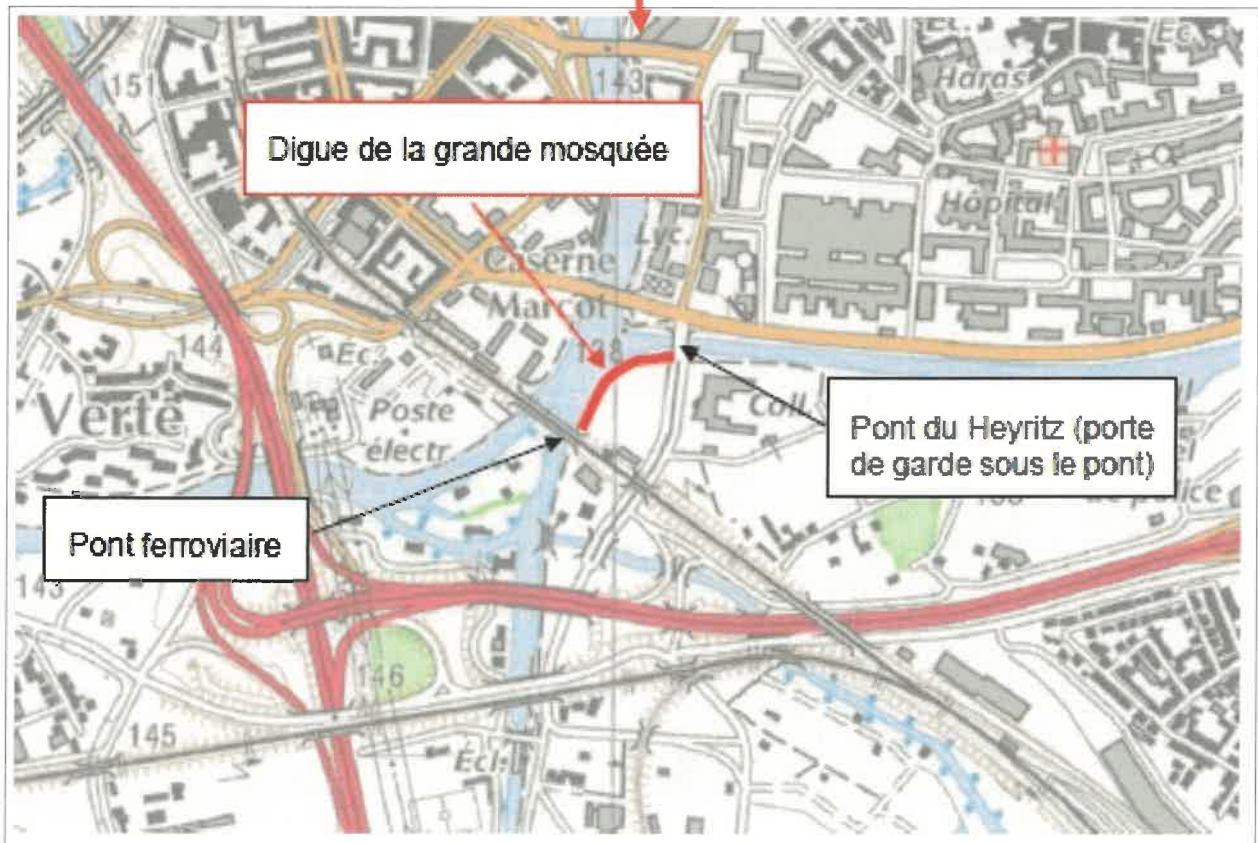 151
143
Haras
Digue de la grande mosquée
Hôpital
Caserne
Marcot
144
Ec.
Verte
Poste
électr.
Coll.
Pont du Heyritz (porte
de garde sous le pont)
Pont ferroviaire
143
146
145
Écl.